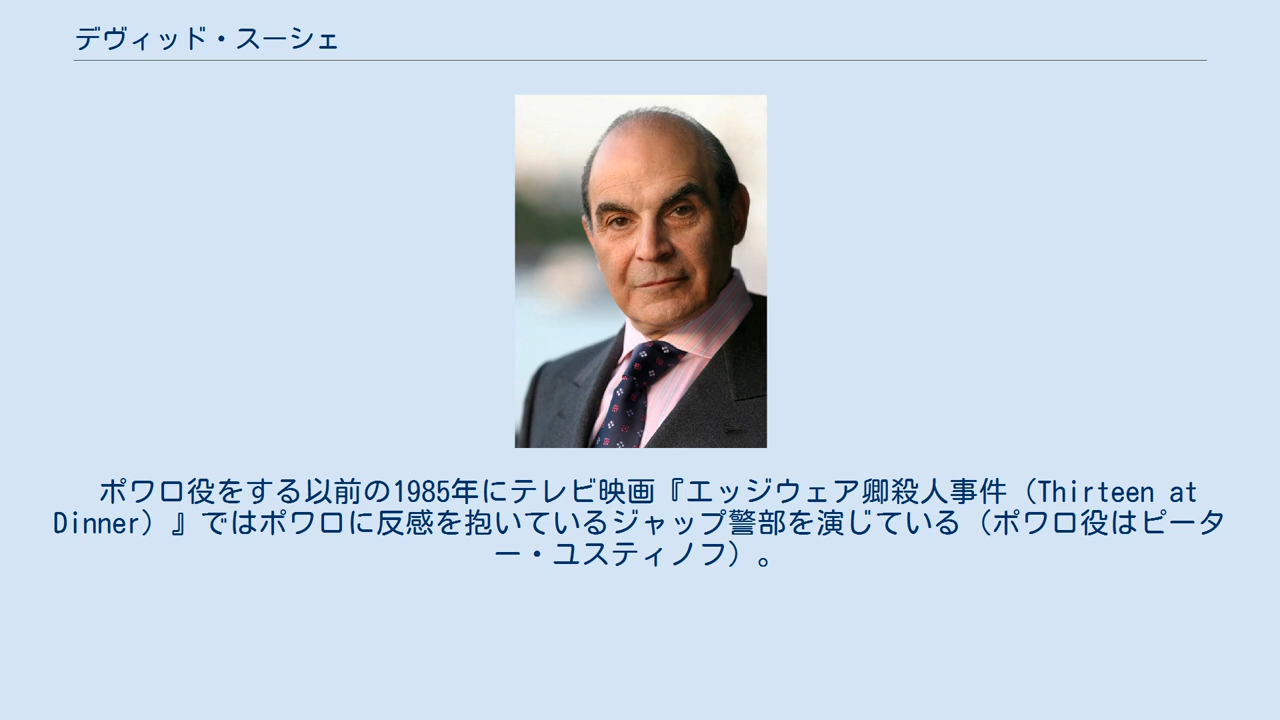 デヴィッド・スーシェ
ポワロ役をする以前の1985年にテレビ映画『エッジウェア卿殺人事件（Thirteen at
Dinner）』ではポワロに反感を抱いているジャップ警部を演じている（ポワロ役はピータ
ー・ユスティノフ）。